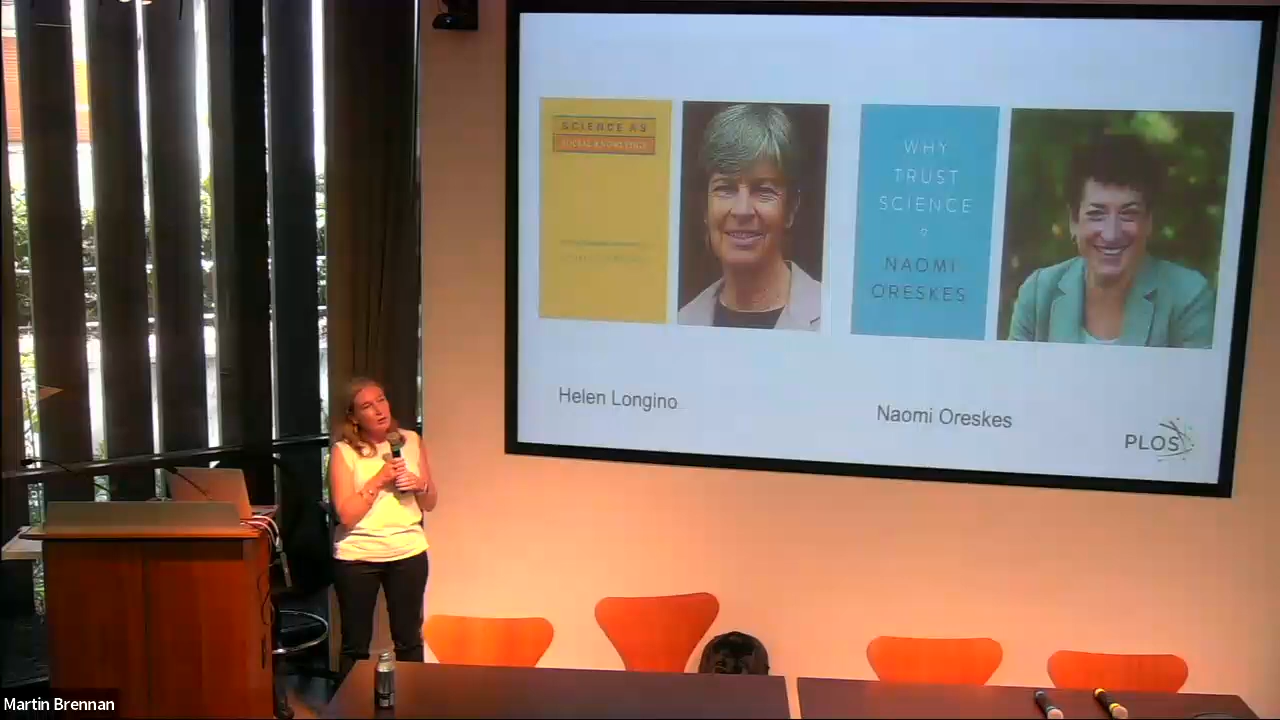 SCIENCE AS
SOCIAL KNOWLEDGE
WHY
TRUST
SCIENCE
?
NAOMI
ORESKES
Helen Longino
Naomi Oreskes
PLOS
Martin Brennan